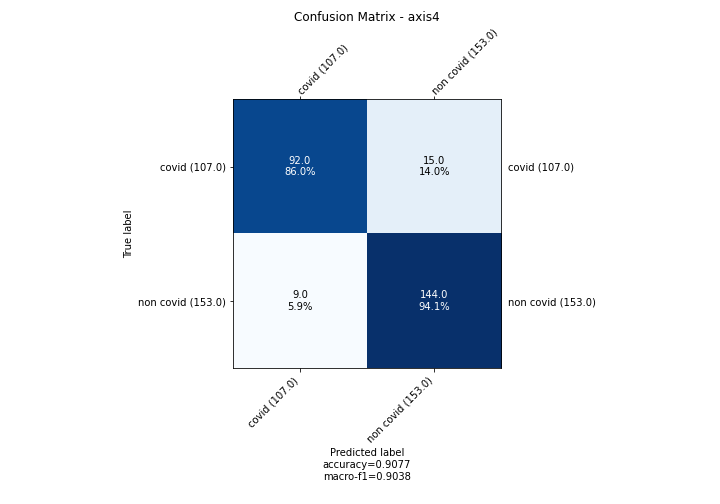 Confusion Matrix - axis4
covid (107.0)
non covid (153.0)
True label
covid (107.0)
92.0
86.0%
15.0
14.0%
covid (107.0)
non covid (153.0)
9.0
5.9%
144.0
94.1%
non covid (153.0)
covid (107.0)
non covid (153.0)
Predicted label
accuracy=0.9077
macro-f1=0.9038